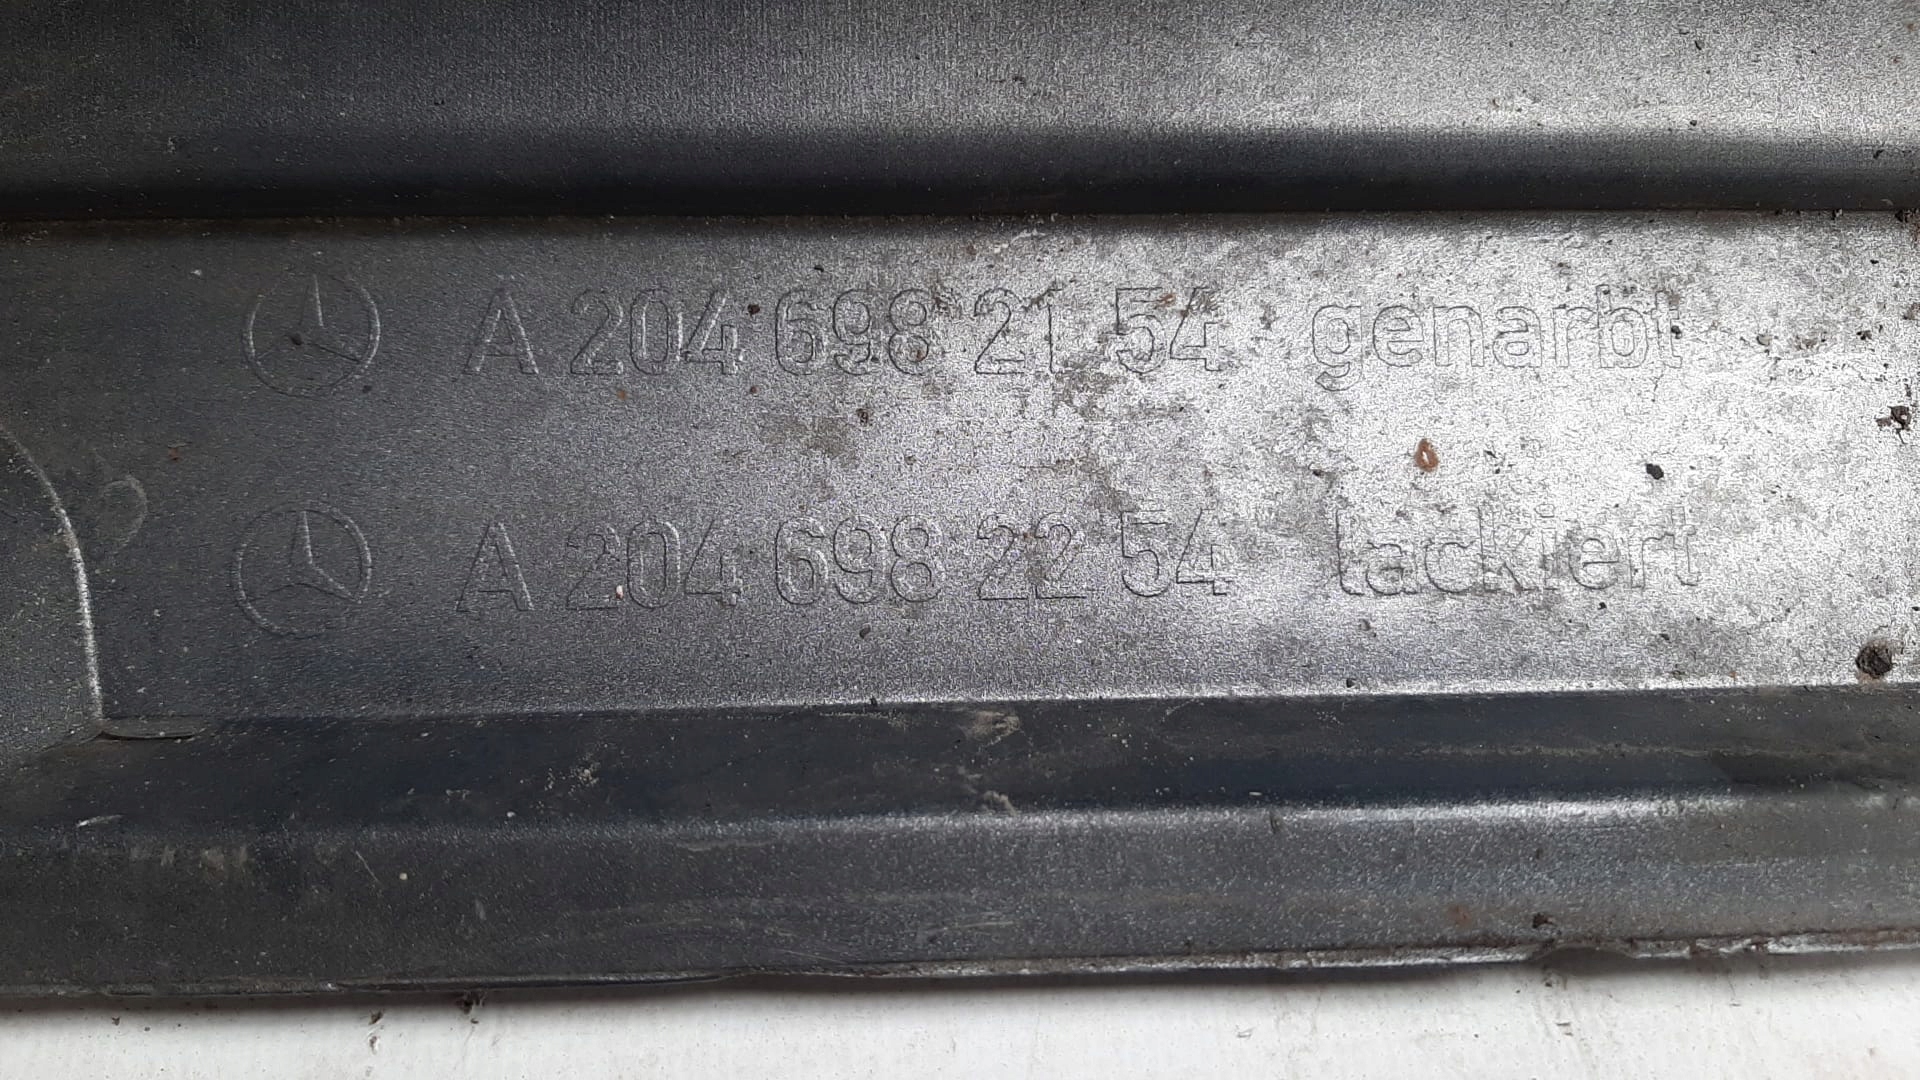 A 204 698 21 54 genarbt
A 204 698 22 54 lackiert